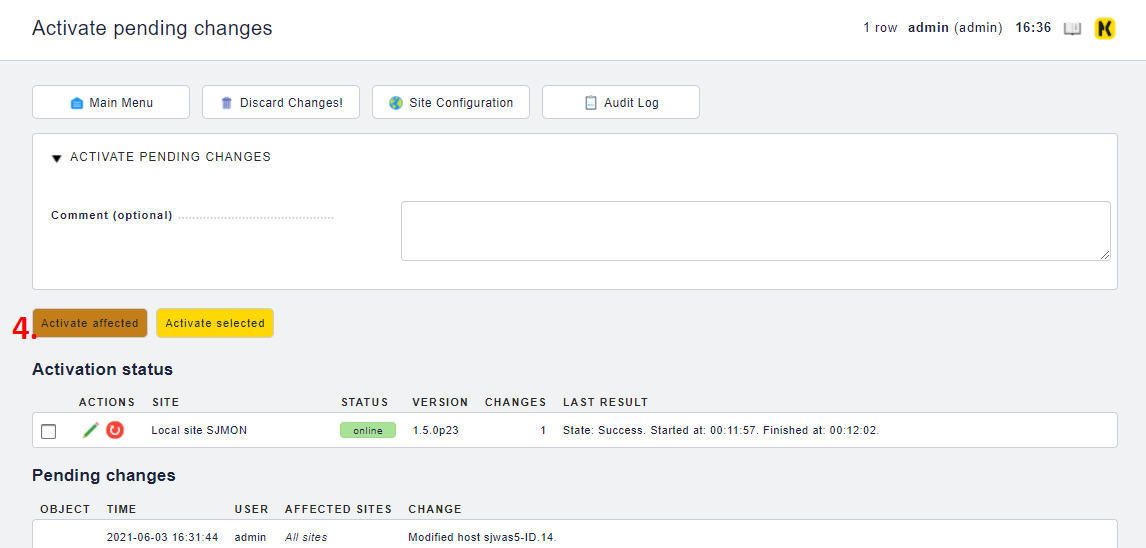 Activate pending changes
1 row admin (admin) 16:36
Main Menu
Discard Changes!
Site Configuration
Audit Log
ACTIVATE PENDING CHANGES
Comment (optional)
4.
Activate affected
Activate selected
Activation status
ACTIONS SITE STATUS VERSION CHANGES LAST RESULT
Local site SJMON online 1.5.0p23 1 State: Success. Started at: 00:11:57. Finished at: 00:12:02.
Pending changes
OBJECT TIME USER AFFECTED SITES CHANGE
2021-06-03 16:31:44 admin All sites Modified host sjwas5-ID.14.